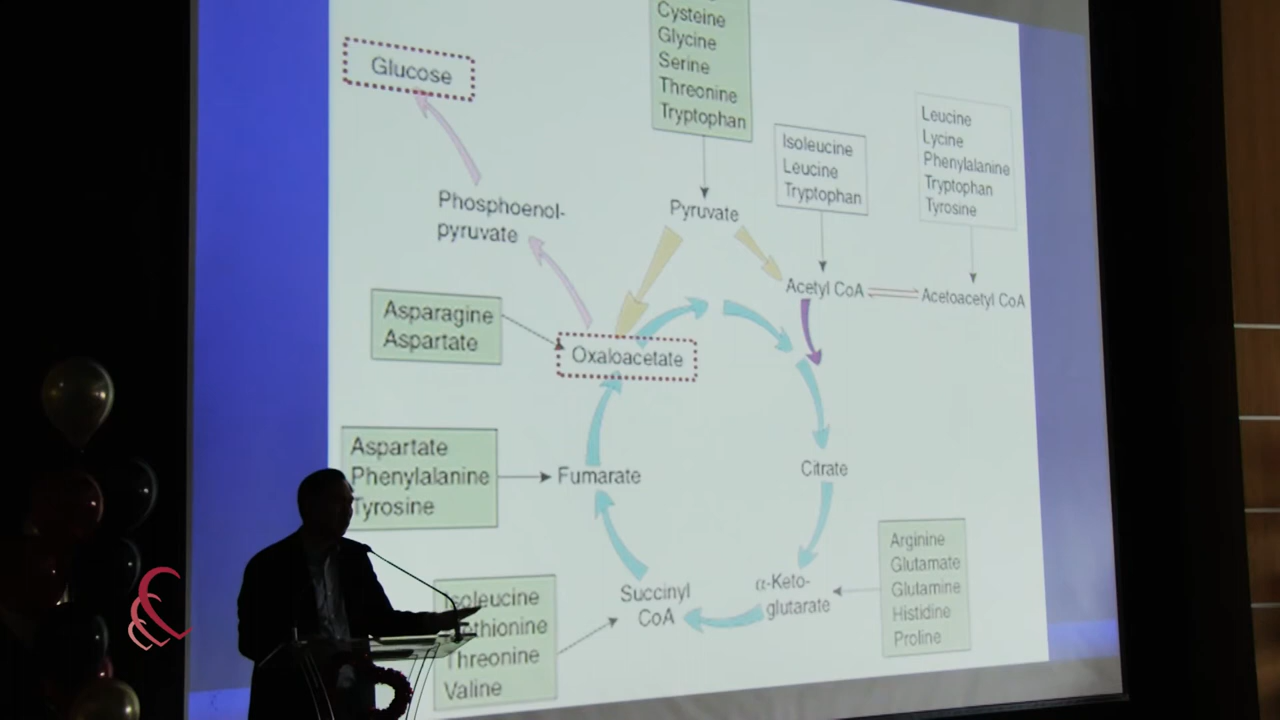 Cysteine
Glycine
Serine
Threonine
Tryptophan
Glucose
Isoleucine
Leucine
Tryptophan
Leucine
Lycine
Phenylalanine
Tryptophan
Tyrosine
Phosphoenol-
pyruvate
Pyruvate
Acetyl CoA
Acetoacetyl CoA
Asparagine
Aspartate
Oxaloacetate
Aspartate
Phenylalanine
Tyrosine
Fumarate
Citrate
Arginine
Glutamate
Glutamine
Histidine
Proline
α-Keto-
glutarate
Succinyl
CoA
Isoleucine
Methionine
Threonine
Valine